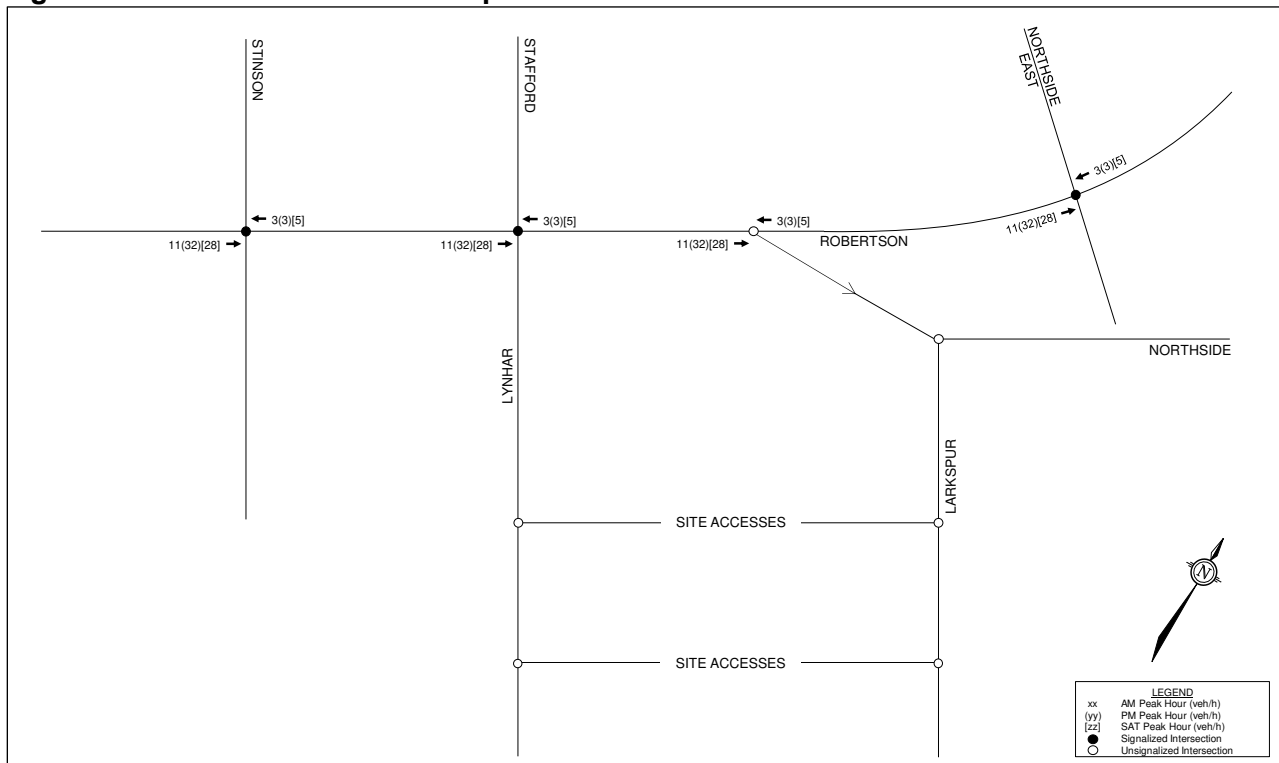 STINSON
STAFFORD
NORTHSIDE
EAST
3(3)[5]
11(32)[28]
3(3)[5]
11(32)[28]
3(3)[5]
11(32)[28]
3(3)[5]
11(32)[28]
ROBERTSON
NORTHSIDE
LYNHAR
LARKSPUR
SITE ACCESSES
SITE ACCESSES
N
LEGEND
xx AM Peak Hour (veh/h)
(yy) PM Peak Hour (veh/h)
[zz] SAT Peak Hour (veh/h)
Signalized Intersection
Unsignalized Intersection